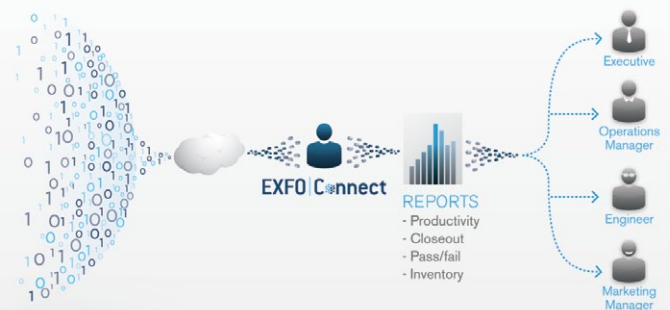 EXFO Connect
REPORTS
- Productivity
- Closeout
- Pass/fail
- Inventory
Executive
Operations
Manager
Engineer
Marketing
Manager